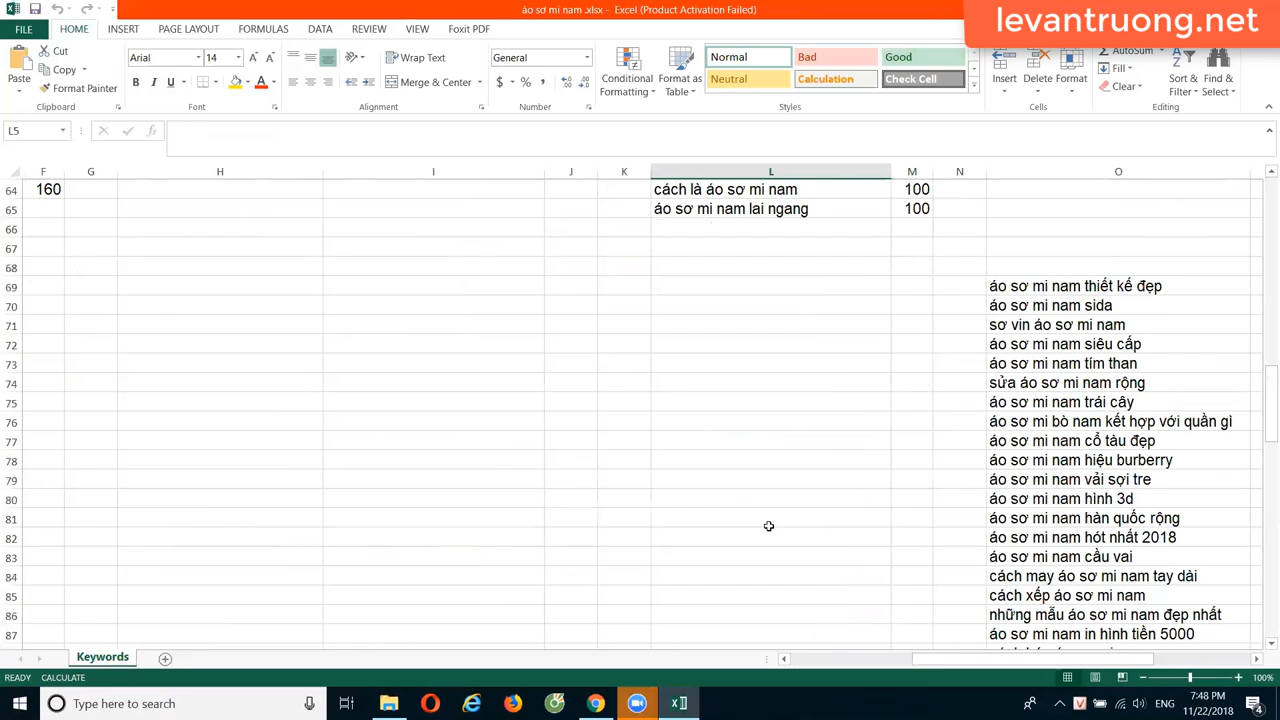 áo sơ mi nam .xlsx - Excel (Product Activation Failed)
levantruong.net
FILE HOME INSERT PAGE LAYOUT FORMULAS DATA REVIEW VIEW Foxit PDF
Cut
Copy
Format Painter
Paste
Arial 14
B I U
Wrap Text
Merge & Center
General
$ % ,
Conditional Formatting
Format as Table
Normal Bad Good
Neutral Calculation Check Cell
Insert Delete Format
AutoSum
Fill
Clear
Sort & Filter
Find & Select
Clipboard Font Alignment Number Styles Cells Editing
L5 fx
F G H I J K L M N O
64 160 cách là áo sơ mi nam 100
65 áo sơ mi nam lai ngang 100
66
67
68
69 áo sơ mi nam thiết kế đẹp
70 áo sơ mi nam sida
71 sơ vin áo sơ mi nam
72 áo sơ mi nam siêu cấp
73 áo sơ mi nam tím than
74 sửa áo sơ mi nam rộng
75 áo sơ mi nam trái cây
76 áo sơ mi bò nam kết hợp với quần gì
77 áo sơ mi nam cổ tàu đẹp
78 áo sơ mi nam hiệu burberry
79 áo sơ mi nam vải sợi tre
80 áo sơ mi nam hình 3d
81 áo sơ mi nam hàn quốc rộng
82 áo sơ mi nam hót nhất 2018
83 áo sơ mi nam cầu vai
84 cách may áo sơ mi nam tay dài
85 cách xếp áo sơ mi nam
86 những mẫu áo sơ mi nam đẹp nhất
87 áo sơ mi nam in hình tiền 5000
Keywords
READY CALCULATE 100%
Type here to search
ENG
7:48 PM
11/22/2018
4